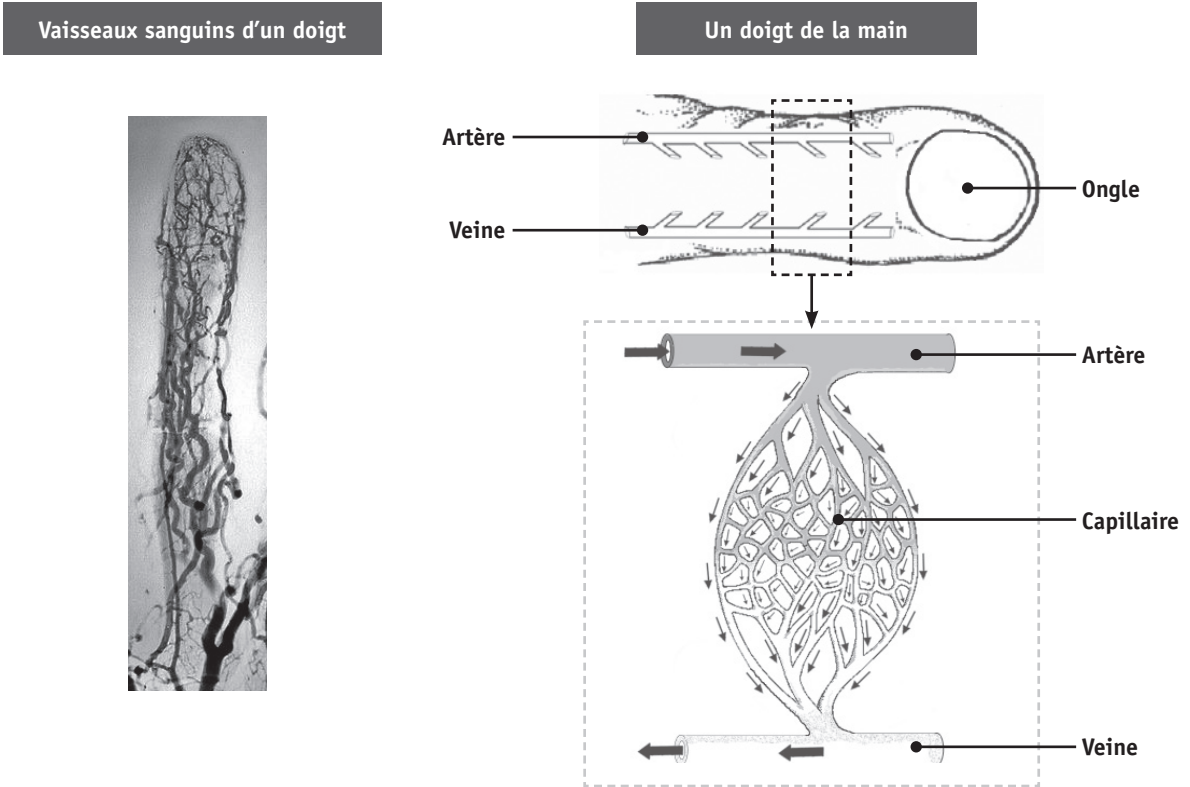 Vaisseaux sanguins d'un doigt
Un doigt de la main
Artère
Ongle
Veine
Artère
Capillaire
Veine